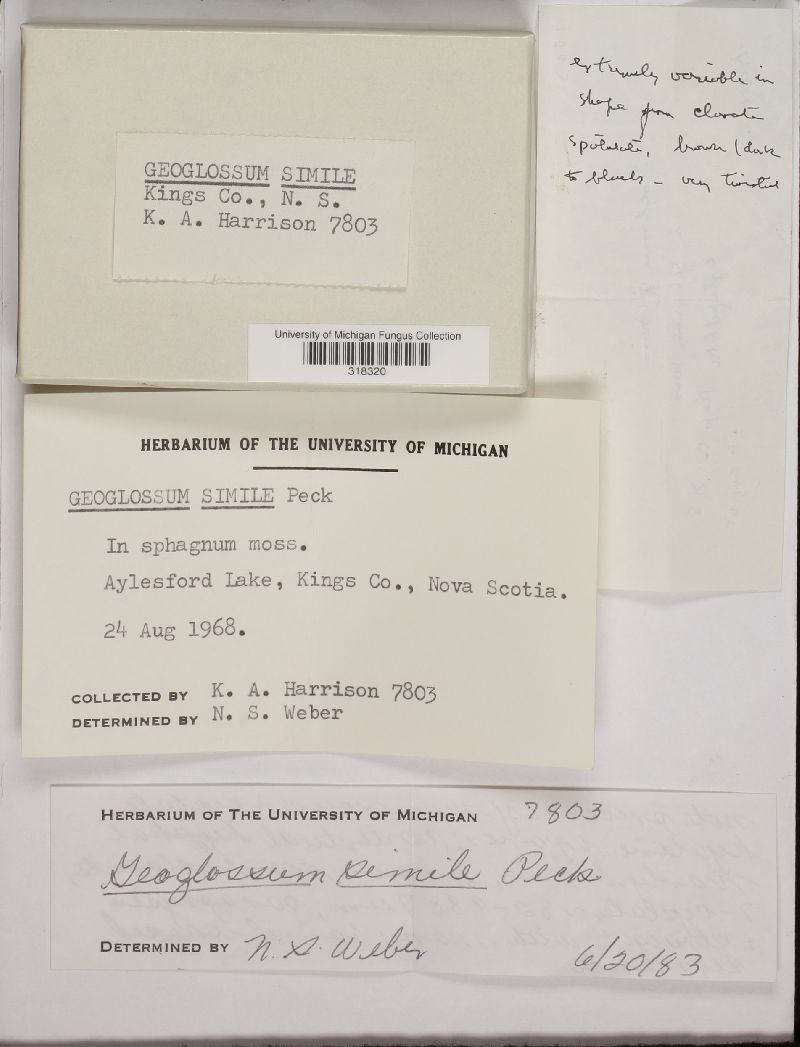 GEOGLOSSUM SIMILE
Kings Co., N. S.
K. A. Harrison 7803
University of Michigan Fungus Collection
318320
extremely variable in
shape from clavate
spatulate, brown (dark
to black - very twisted
HERBARIUM OF THE UNIVERSITY OF MICHIGAN
GEOGLOSSUM SIMILE Peck
In sphagnum moss.
Aylesford Lake, Kings Co., Nova Scotia.
24 Aug 1968.
COLLECTED BY K. A. Harrison 7803
DETERMINED BY N. S. Weber
HERBARIUM OF THE UNIVERSITY OF MICHIGAN 7803
Geoglossum simile Peck
DETERMINED BY N. S. Weber 6/20/83